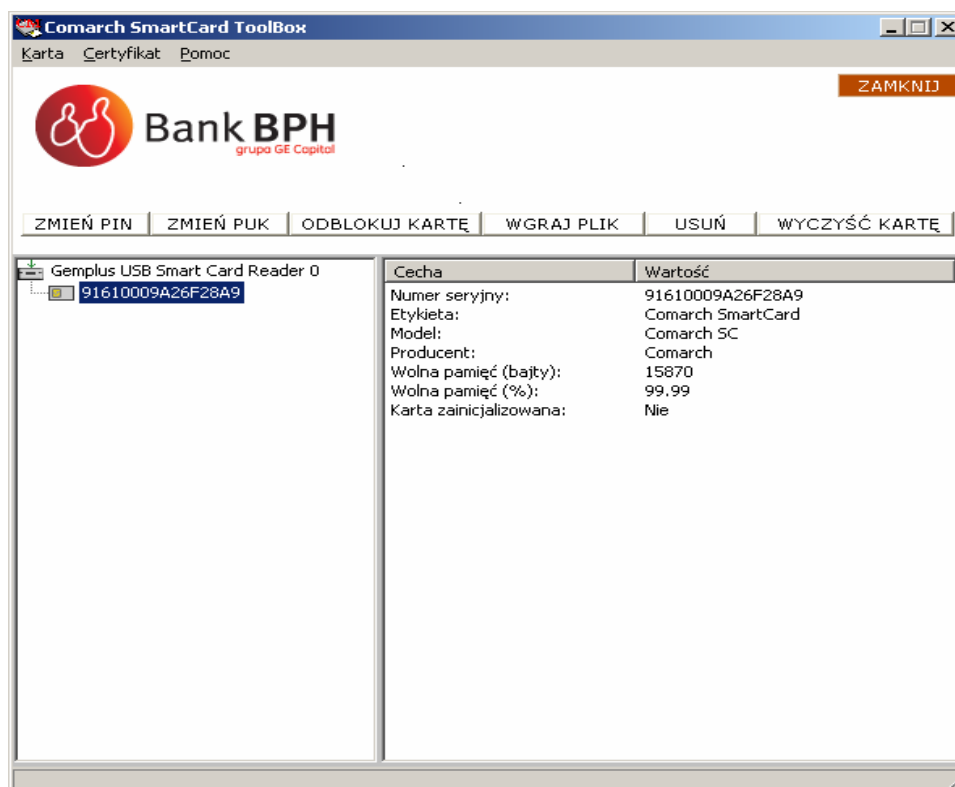 Comarch SmartCard ToolBox
Karta Certyfikat Pomoc
ZAMKNIJ
Bank BPH
grupa GE Capital
ZMIEŃ PIN ZMIEŃ PUK ODBLOKUJ KARTĘ WGRAJ PLIK USUŃ WYCZYŚĆ KARTĘ
Gemplus USB Smart Card Reader 0
91610009A26F28A9
Cecha Wartość
Numer seryjny: 91610009A26F28A9
Etykieta: Comarch SmartCard
Model: Comarch SC
Producent: Comarch
Wolna pamięć (bajty): 15870
Wolna pamięć (%): 99.99
Karta zainicjalizowana: Nie